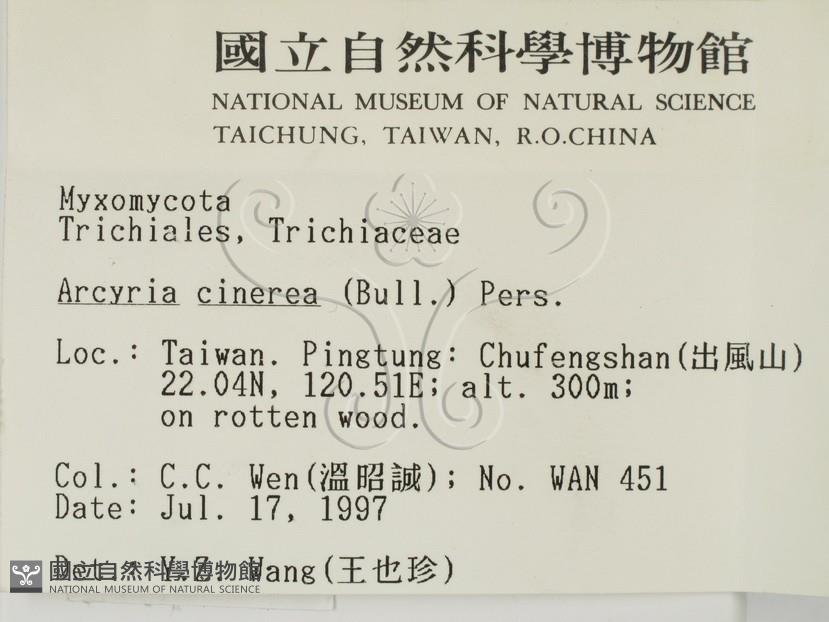 國立自然科學博物館
NATIONAL MUSEUM OF NATURAL SCIENCE
TAICHUNG, TAIWAN, R.O.CHINA
Myxomycota
Trichiales, Trichiaceae
Arcyria cinerea (Bull.) Pers.
Loc.: Taiwan. Pingtung: Chufengshan(出風山)
22.04N, 120.51E; alt. 300m;
on rotten wood.
Col.: C.C. Wen(溫昭誠); No. WAN 451
Date: Jul. 17, 1997
Det.: Y.Z. Wang(王也珍)
國立自然科學博物館
NATIONAL MUSEUM OF NATURAL SCIENCE